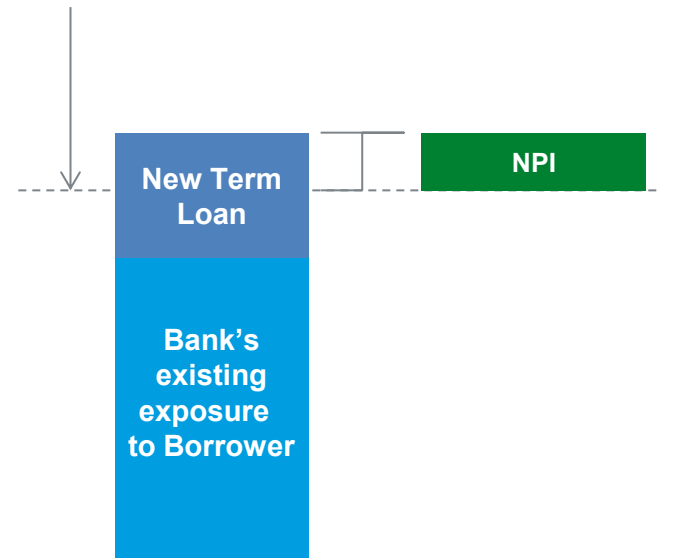 New Term
Loan
NPI
Bank’s
existing
exposure
to Borrower